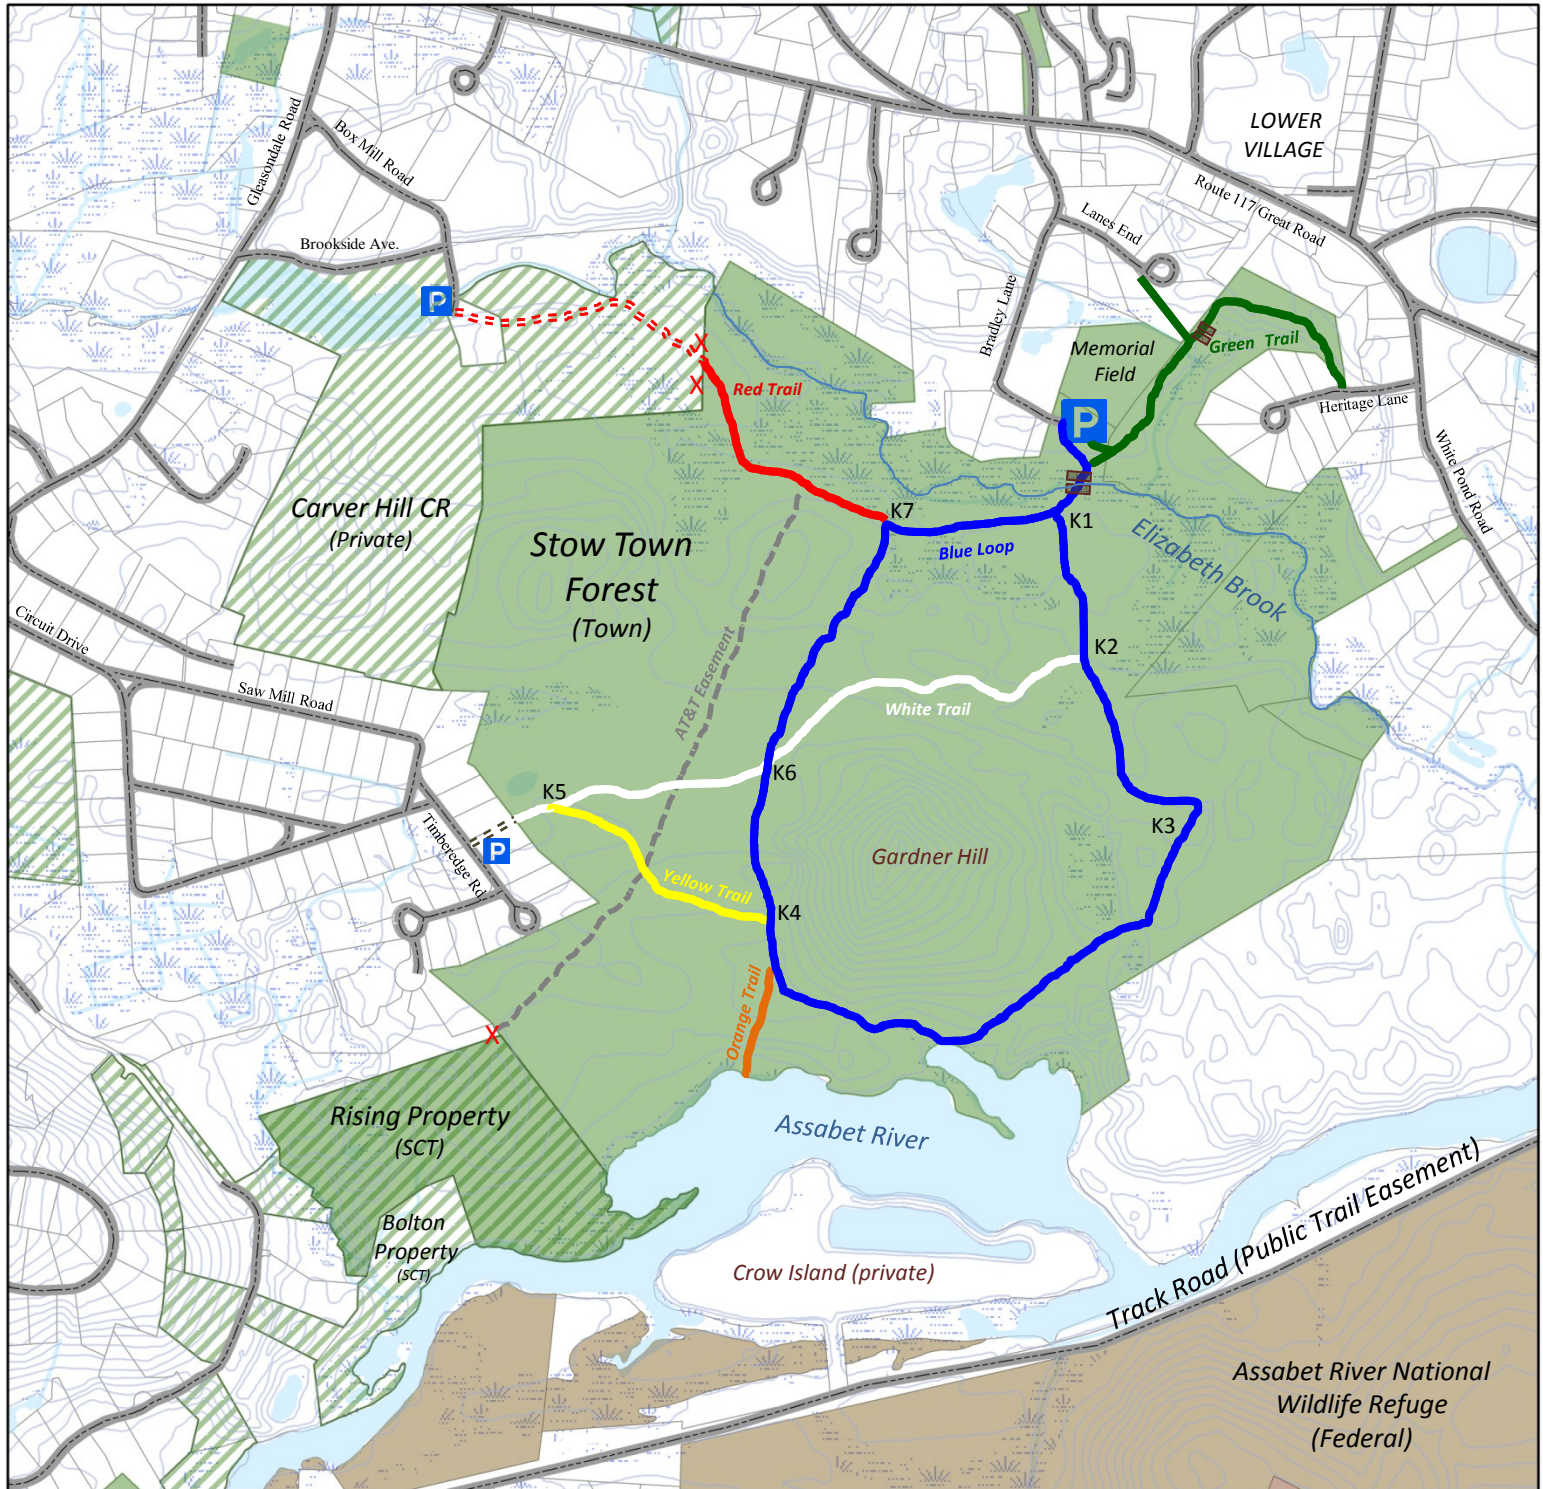 LOWER
VILLAGE
Gleasondale Road
Box Mill Road
Route 117/Great Road
Lanes End
Brookside Ave.
P
Bradley Lane
Memorial
Field
Green Trail
X
X
Red Trail
Heritage Lane
P
White Pond Road
Carver Hill CR
(Private)
K7
K1
Blue Loop
Elizabeth Brook
Stow Town
Forest
(Town)
Circuit Drive
AT&T Easement
K2
Saw Mill Road
White Trail
K6
K5
K3
Timberedge Rd
P
Gardner Hill
Yellow Trail
K4
Orange Trail
X
Rising Property
(SCT)
Assabet River
Bolton
Property
(SCT)
Crow Island (private)
Track Road (Public Trail Easement)
Assabet River National
Wildlife Refuge
(Federal)